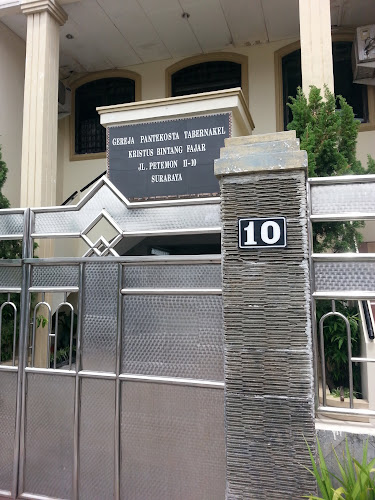 GEREJA PANTEKOSTA TABERNAKEL
KRISTUS BINTANG FAJAR
JL. PETEMON II-10
SURABAYA
10